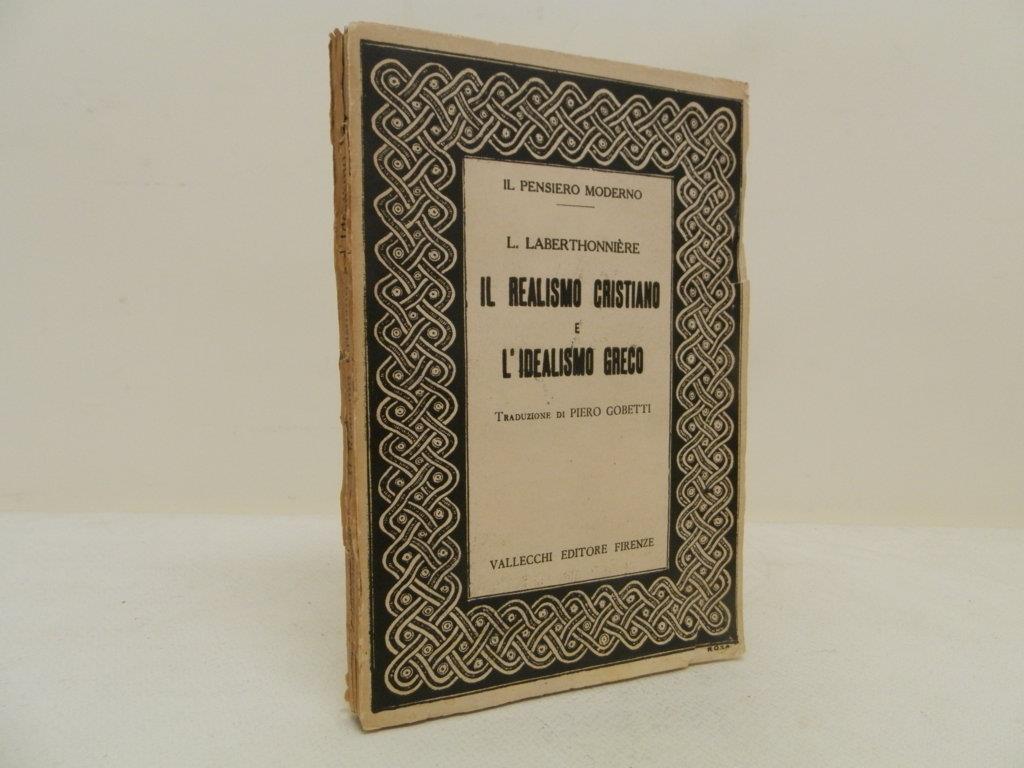 IL PENSIERO MODERNO
L. LABERTHONNIÈRE
IL REALISMO CRISTIANO
E
L'IDEALISMO GRECO
TRADUZIONE DI PIERO GOBETTI
VALLECCHI EDITORE FIRENZE